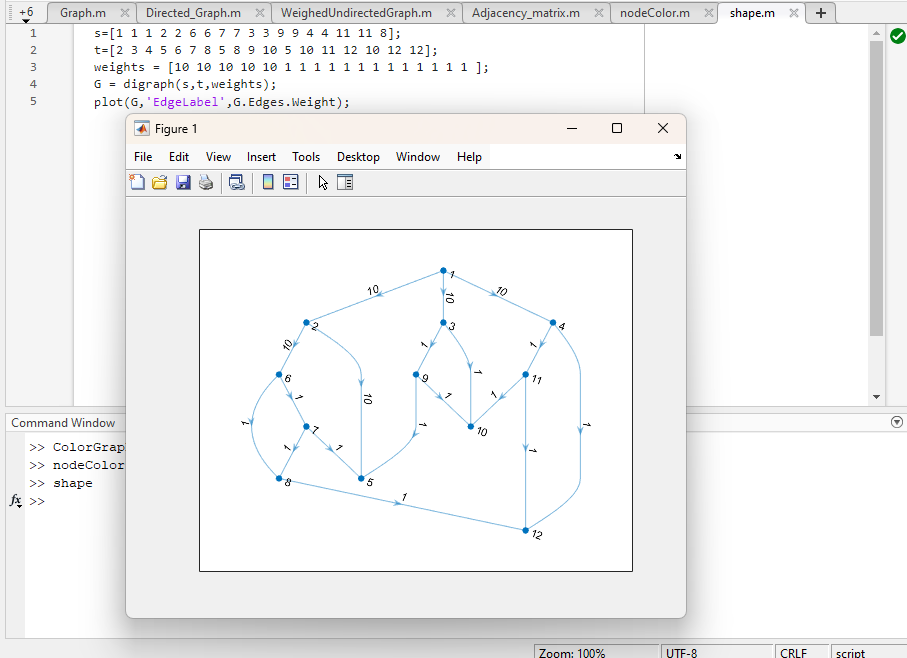 +6 Graph.m Directed_Graph.m WeighedUndirectedGraph.m Adjacency_matrix.m nodeColor.m shape.m +
1 s=[1 1 1 2 2 6 6 7 7 3 3 9 9 4 4 11 11 8];
2 t=[2 3 4 5 6 7 8 5 8 9 10 5 10 11 12 10 12 12];
3 weights = [10 10 10 10 10 1 1 1 1 1 1 1 1 1 1 1 1 1 ];
4 G = digraph(s,t,weights);
5 plot(G,'EdgeLabel',G.Edges.Weight);
Figure 1
File Edit View Insert Tools Desktop Window Help
1
10 10 10
2 3 4
10 1 1
6 10 9 1 11
1 1 1 1
7 10
1 1 1 1 1 1
8 5
1
12
Command Window
>> ColorGrap
>> nodeColor
>> shape
fx >>
Zoom: 100% UTF-8 CRLF script